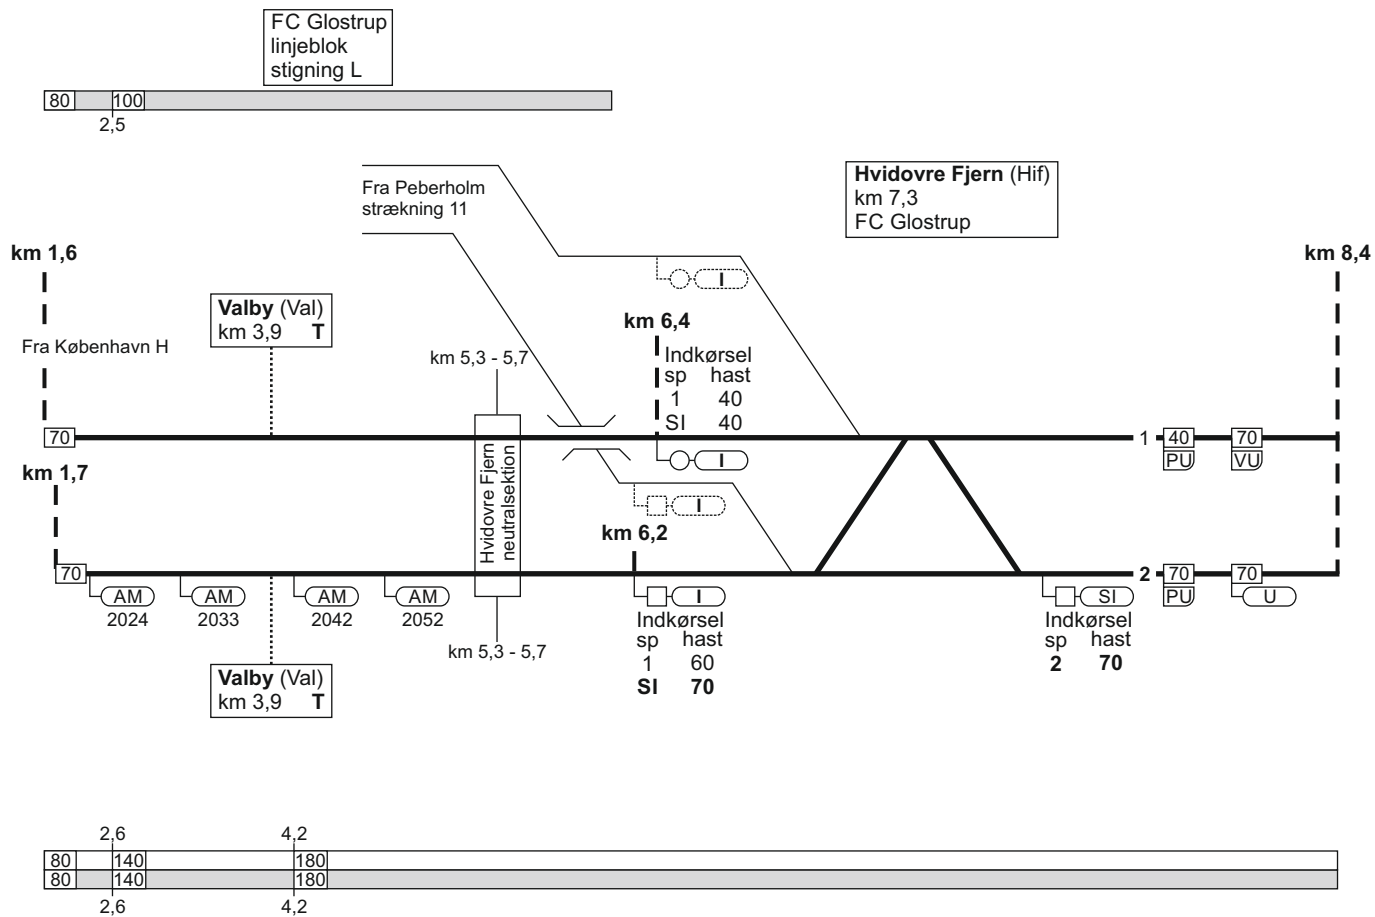 FC Glostrup
linjeblok
stigning L
80 100
2,5
Fra Peberholm
strækning 11
Hvidovre Fjern (Hif)
km 7,3
FC Glostrup
km 1,6
km 8,4
I
Valby (Val)
km 3,9 T
Fra København H
km 6,4
km 5,3 - 5,7
Indkørsel
sp hast
1 40
SI 40
70
1 40 70
I
PU VU
km 1,7
Hvidovre Fjern
neutralsektion
I
km 6,2
70
2 70 70
AM AM AM AM
2024 2033 2042 2052
I
SI
PU U
Indkørsel
sp hast
1 60
SI 70
Indkørsel
sp hast
2 70
km 5,3 - 5,7
Valby (Val)
km 3,9 T
2,6 4,2
80 140 180
80 140 180
2,6 4,2